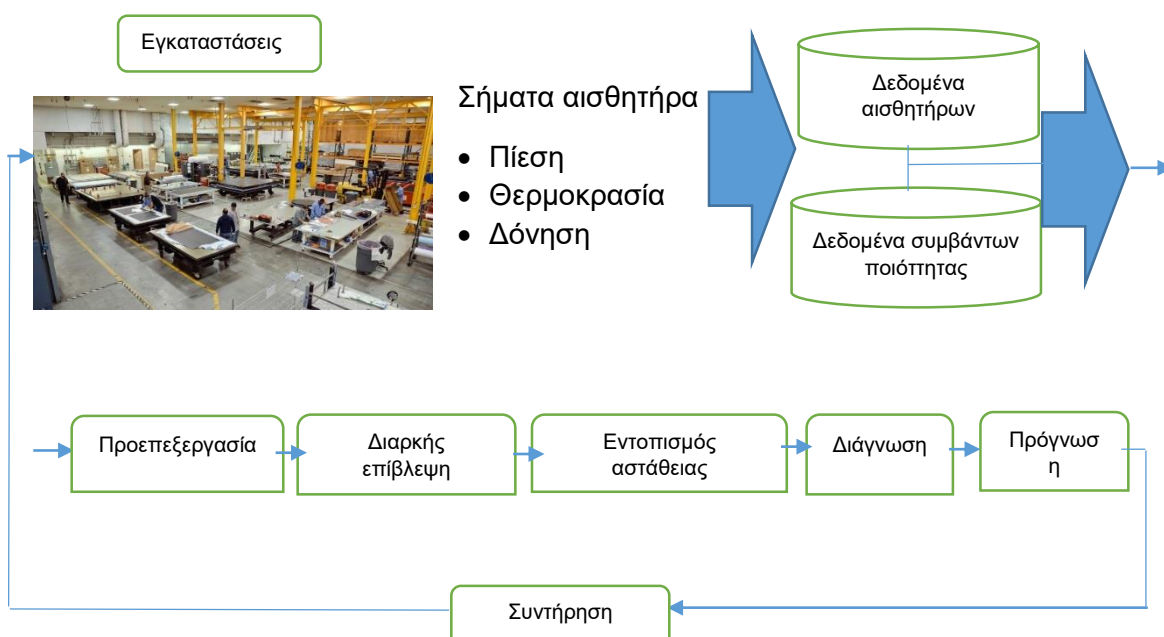 Εγκαταστάσεις
Σήματα αισθητήρα
• Πίεση
• Θερμοκρασία
• Δόνηση
Δεδομένα
αισθητήρων
Δεδομένα συμβάντων
ποιότητας
Προεπεξεργασία
Διαρκής
επίβλεψη
Εντοπισμός
αστάθειας
Διάγνωση
Πρόγνωσ
η
Συντήρηση